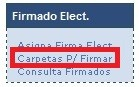 Firmado Elect.
Asigna Firma Elect
Carpetas P/ Firmar
Consulta Firmados